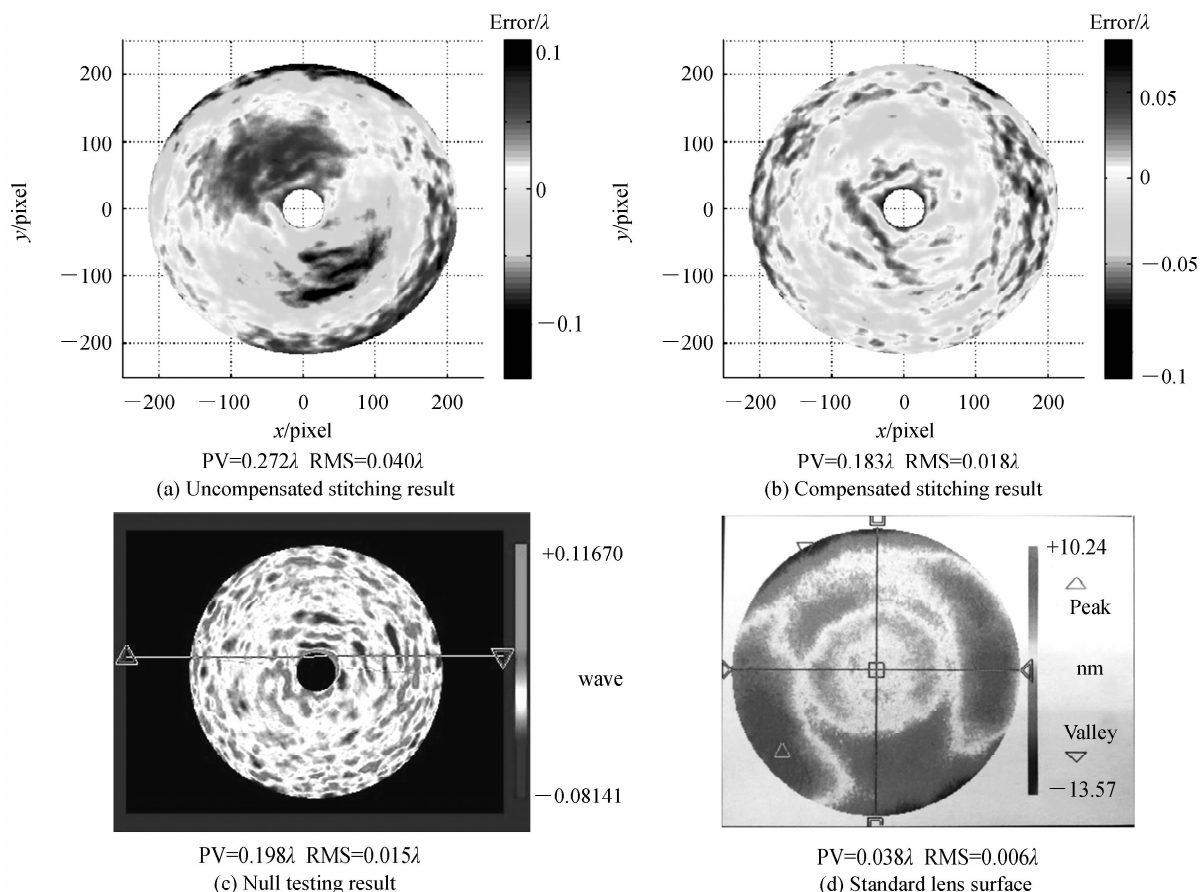 Error/λ
0.1
0
−0.1
200
100
0
−100
−200
y/pixel
−200 −100 0 100 200
x/pixel
PV=0.272λ RMS=0.040λ
(a) Uncompensated stitching result
Error/λ
0.05
0
−0.05
−0.1
200
100
0
−100
−200
y/pixel
−200 −100 0 100 200
x/pixel
PV=0.183λ RMS=0.018λ
(b) Compensated stitching result
+0.11670
wave
−0.08141
PV=0.198λ RMS=0.015λ
(c) Null testing result
+10.24
Peak
nm
Valley
−13.57
PV=0.038λ RMS=0.006λ
(d) Standard lens surface